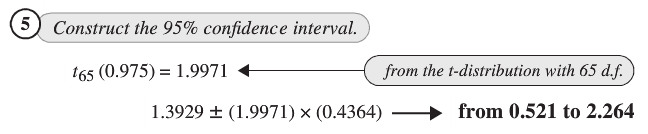 5 Construct the 95% confidence interval.
t65 (0.975) = 1.9971 from the t-distribution with 65 d.f.
1.3929 ± (1.9971) × (0.4364) from 0.521 to 2.264